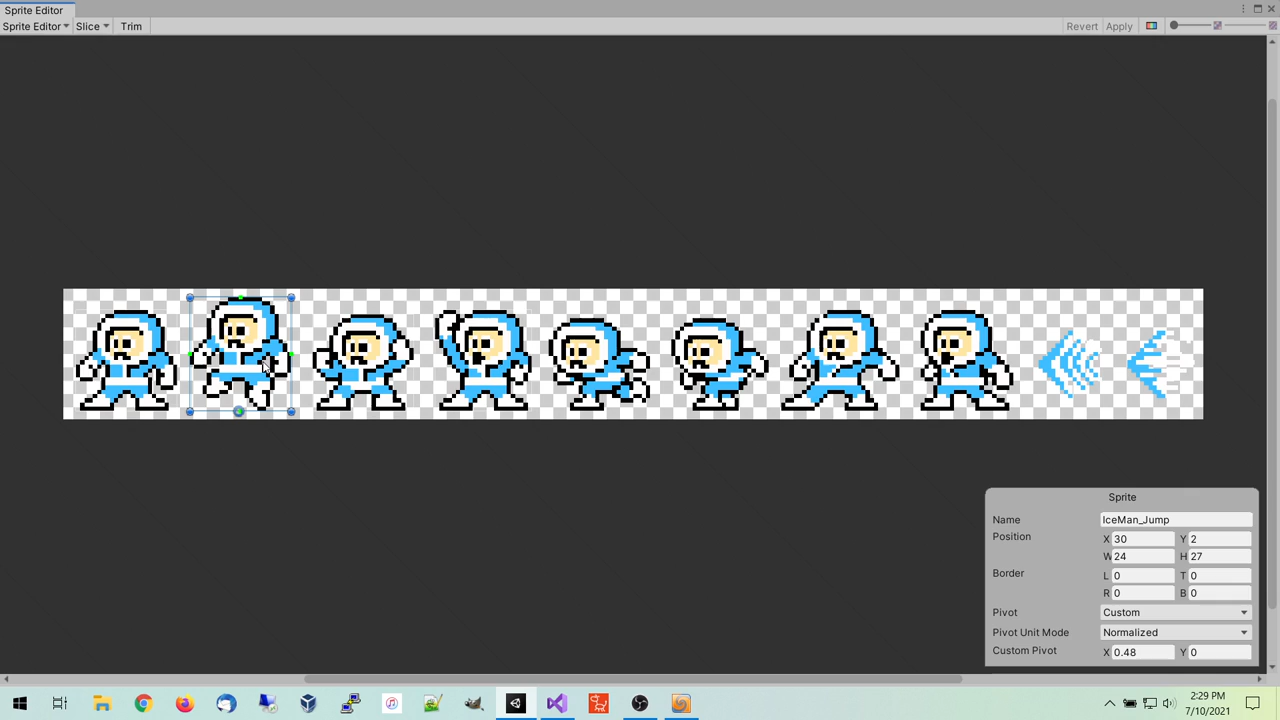 Sprite Editor
Sprite Editor Slice Trim Revert Apply
Sprite
Name IceMan_Jump
Position X 30 Y 2
W 24 H 27
Border L 0 T 0
R 0 B 0
Pivot Custom
Pivot Unit Mode Normalized
Custom Pivot X 0.48 Y 0
2:29 PM
7/10/2021